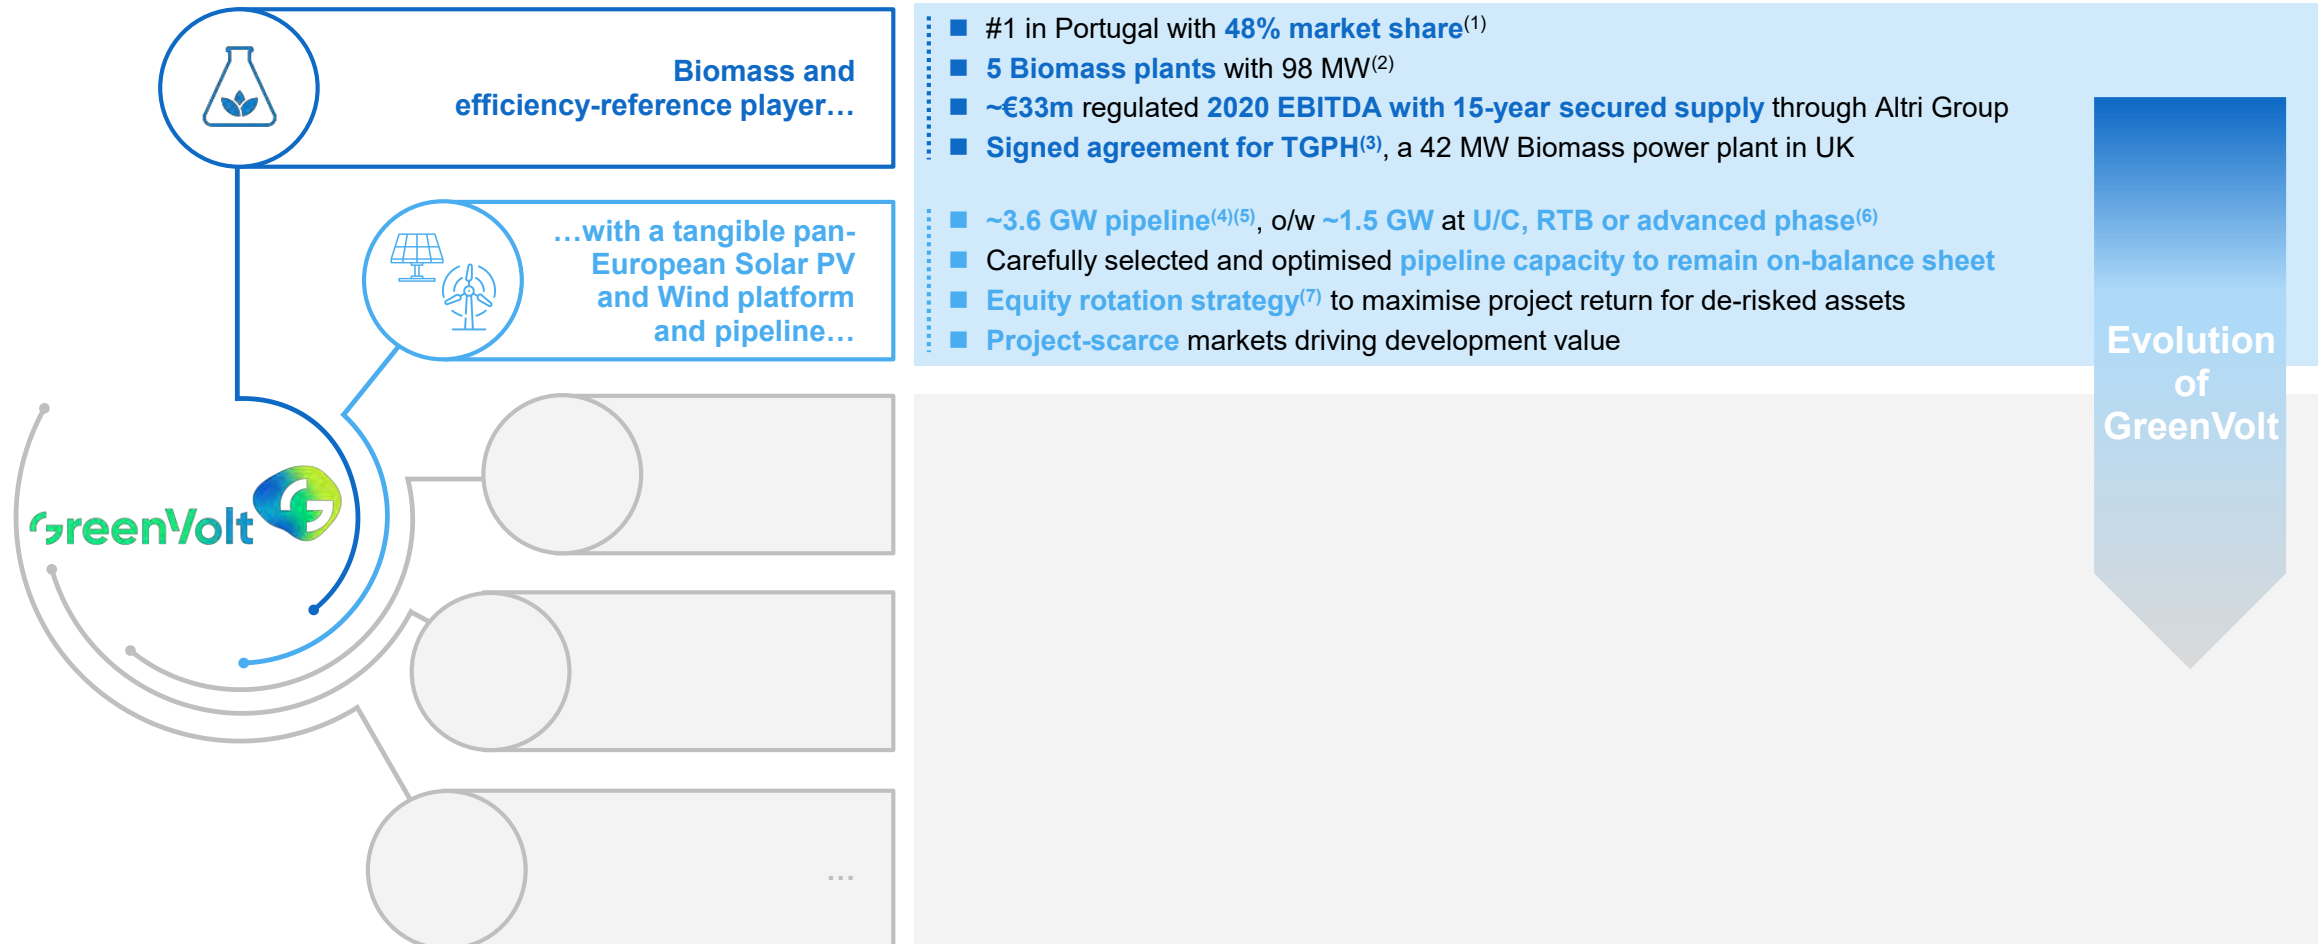 Biomass and
efficiency-reference player…
#1 in Portugal with 48% market share(1)
5 Biomass plants with 98 MW(2)
~€33m regulated 2020 EBITDA with 15-year secured supply through Altri Group
Signed agreement for TGPH(3), a 42 MW Biomass power plant in UK
…with a tangible pan-
European Solar PV
and Wind platform
and pipeline…
~3.6 GW pipeline(4)(5), o/w ~1.5 GW at U/C, RTB or advanced phase(6)
Carefully selected and optimised pipeline capacity to remain on-balance sheet
Equity rotation strategy(7) to maximise project return for de-risked assets
Project-scarce markets driving development value
Evolution
of
GreenVolt
GreenVolt
…